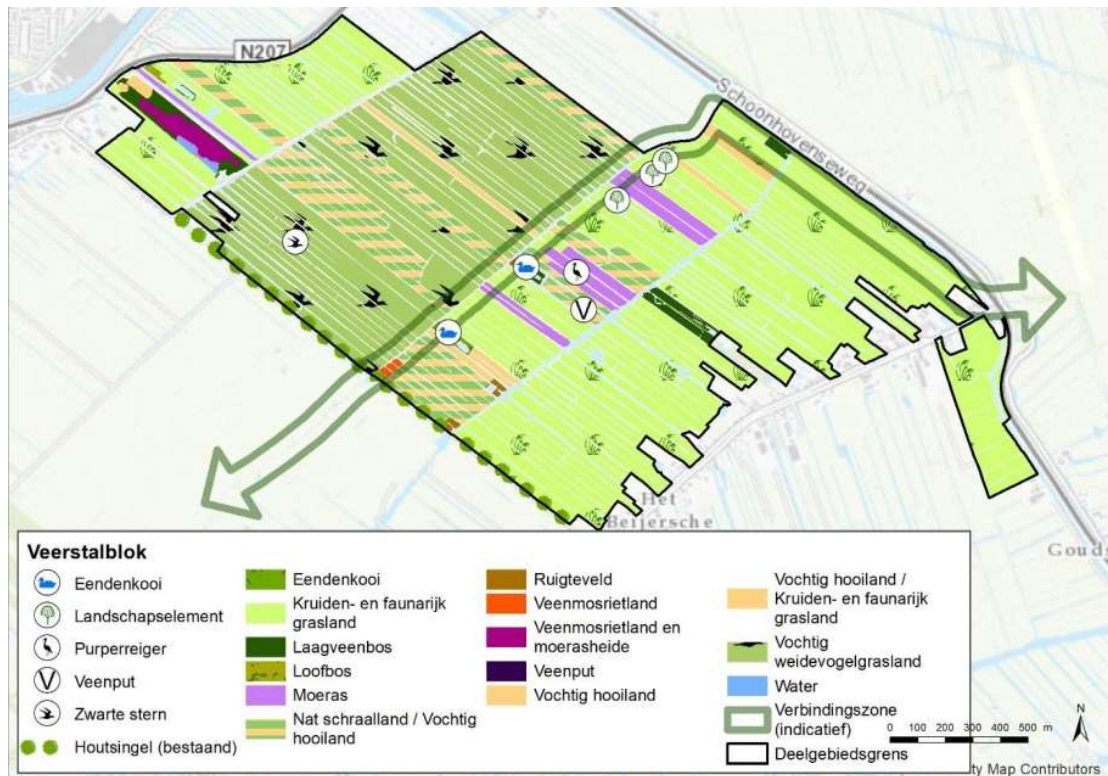 N207
Schoonhovenseweg
Het
Beijersche
Gouds
Veerstalblok
Eendenkooi
Landschapselement
Purperreiger
Veenput
Zwarte stern
Houtsingel (bestaand)
Eendenkooi
Kruiden- en faunarijk
grasland
Laagveenbos
Loofbos
Moeras
Nat schraalland / Vochtig
hooiland
Ruigteveld
Veenmosrietland
Veenmosrietland en
moerasheide
Veenput
Vochtig hooiland
Vochtig hooiland /
Kruiden- en faunarijk
grasland
Vochtig
weidevogelgrasland
Water
Verbindingszone
(indicatief)
Deelgebiedsgrens
N
0 100 200 300 400 500 m
ty Map Contributors